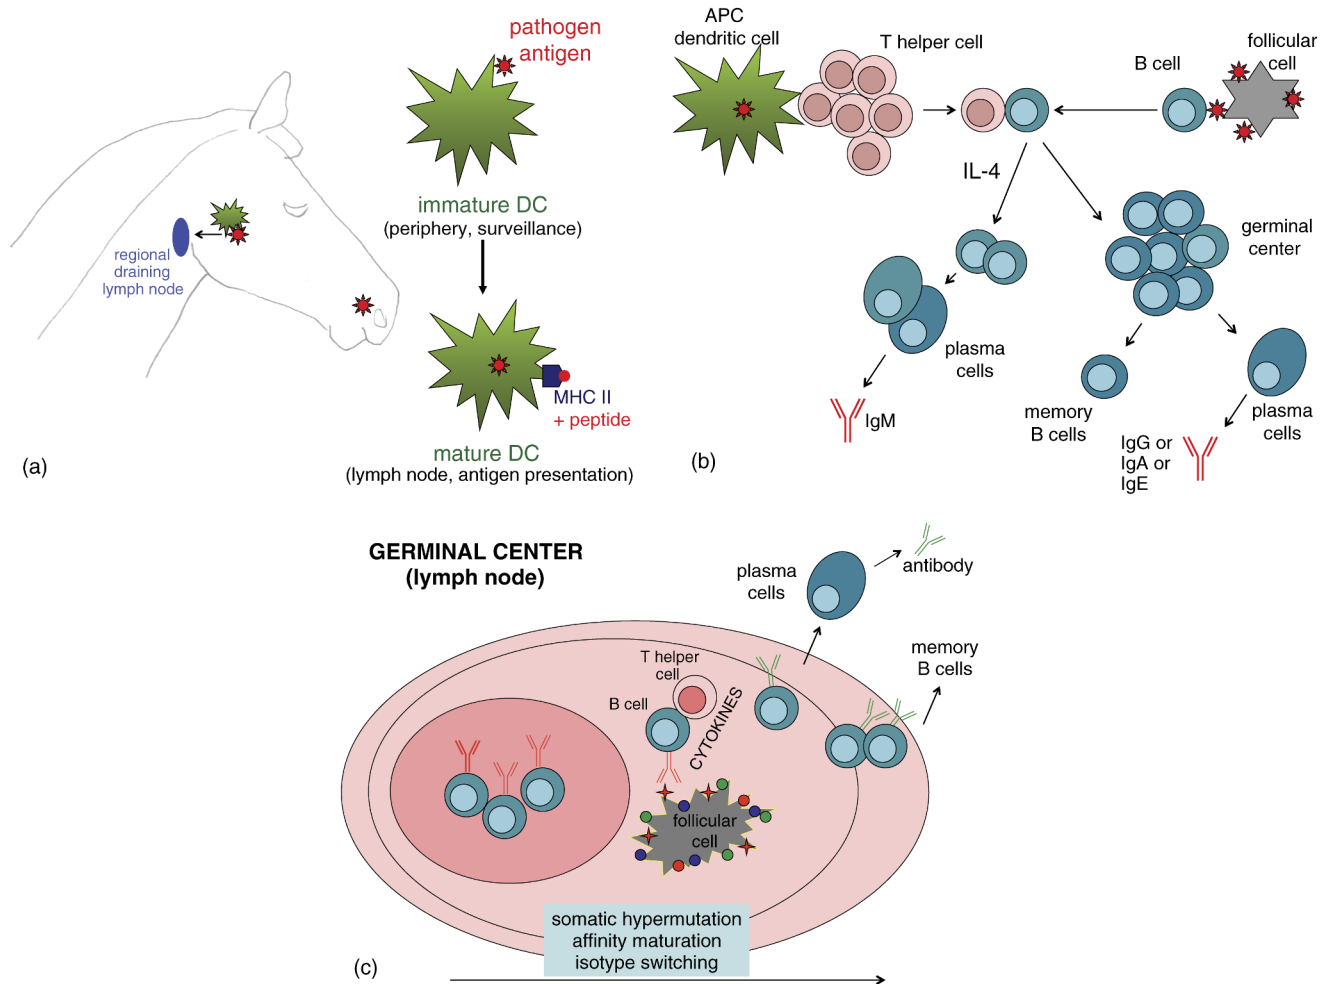 pathogen
antigen
immature DC
(periphery, surveillance)
regional
draining
lymph node
MHC II
+ peptide
mature DC
(lymph node, antigen presentation)
(a)
APC
dendritic cell
T helper cell
B cell
follicular
cell
IL-4
germinal
center
plasma
cells
IgM
memory
B cells
plasma
cells
IgG or
IgA or
IgE
(b)
GERMINAL CENTER
(lymph node)
plasma
cells
antibody
memory
B cells
T helper
cell
B cell
CYTOKINES
follicular
cell
somatic hypermutation
affinity maturation
isotype switching
(c)